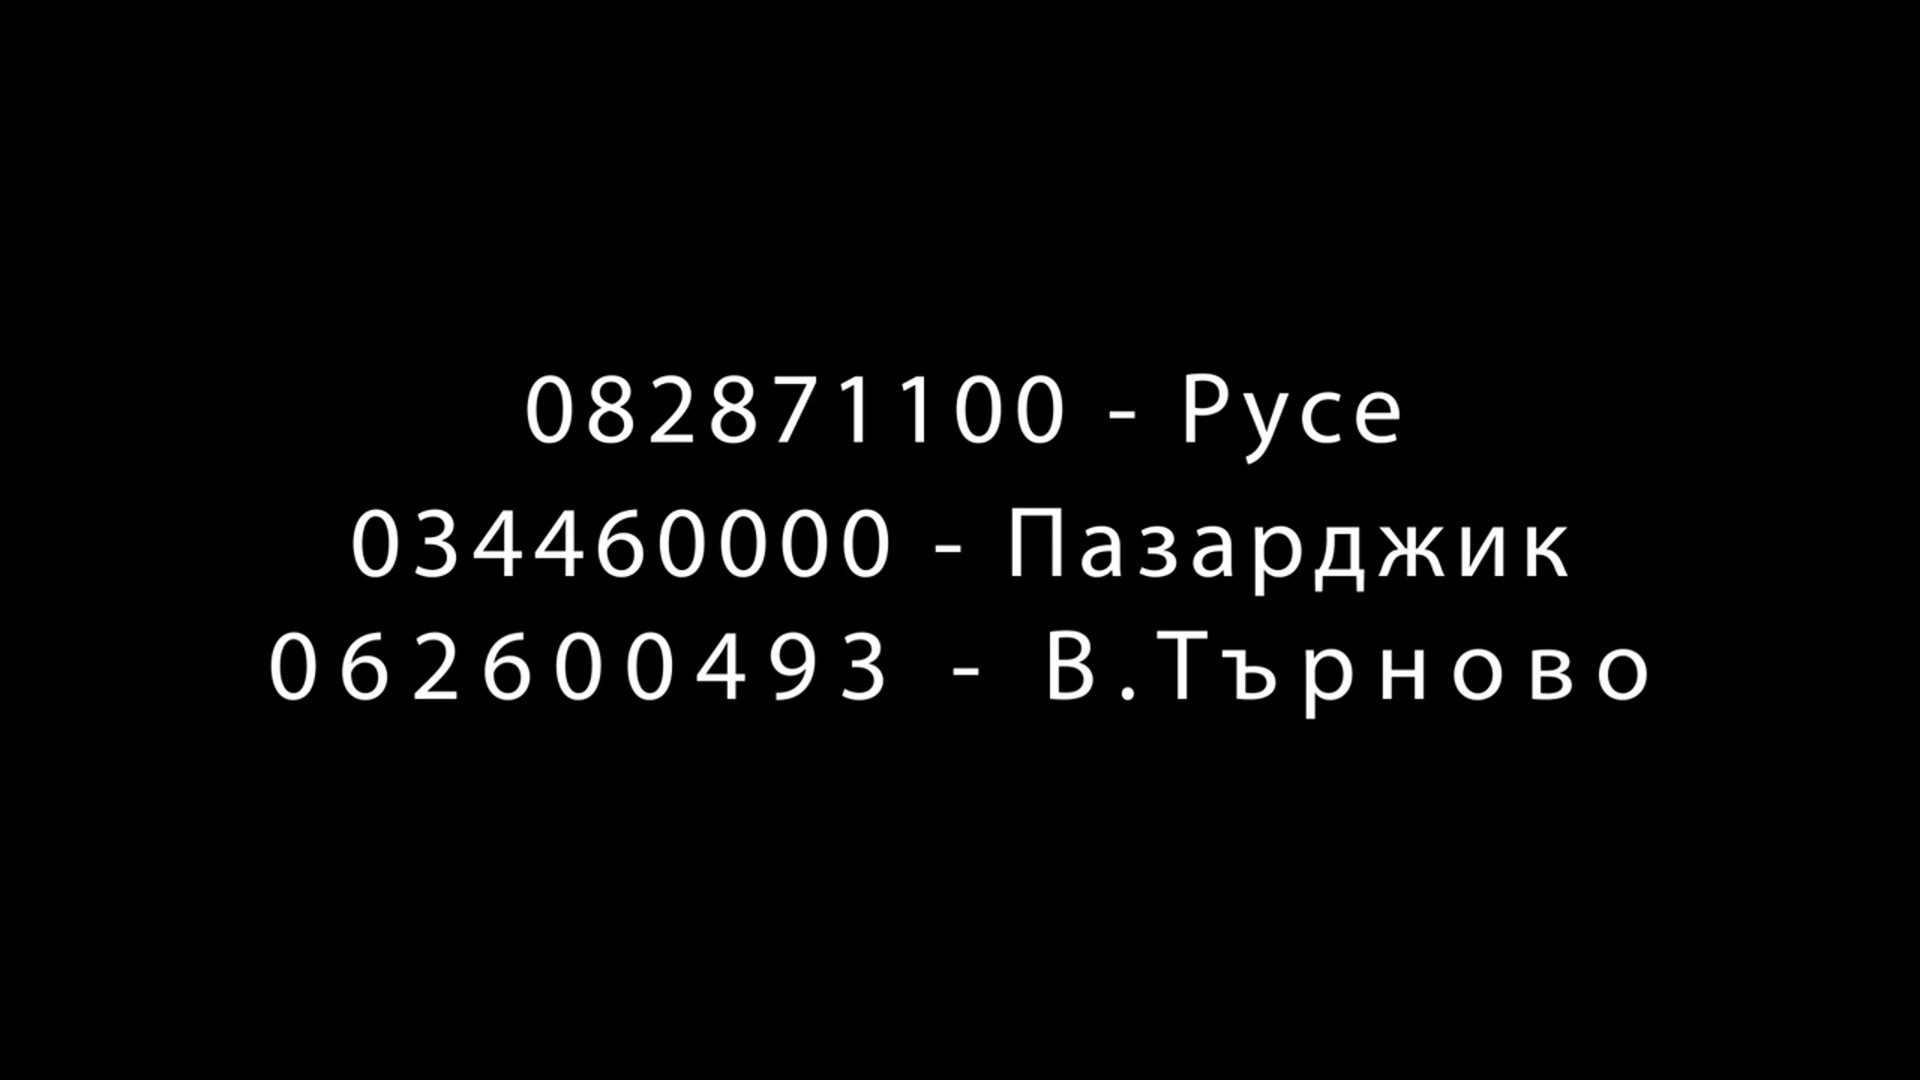 082871100 - Русе
034460000 - Пазарджик
062600493 - В.Търново